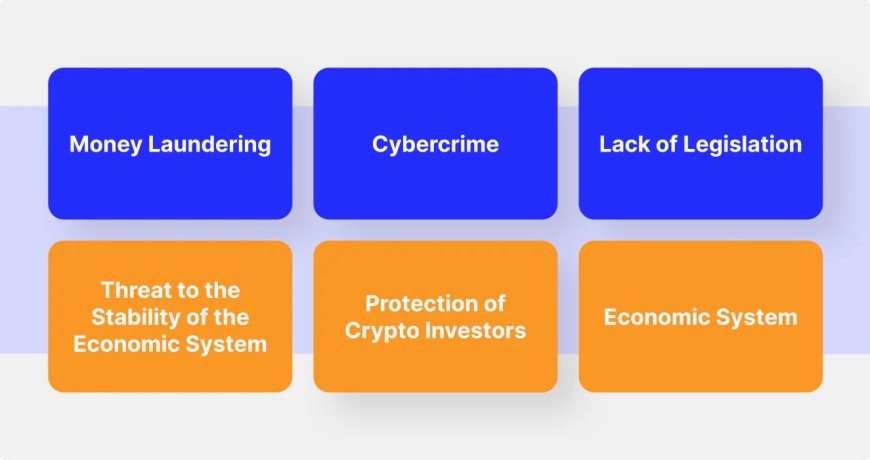 Money Laundering
Cybercrime
Lack of Legislation
Threat to the
Stability of the
Economic System
Protection of
Crypto Investors
Economic System